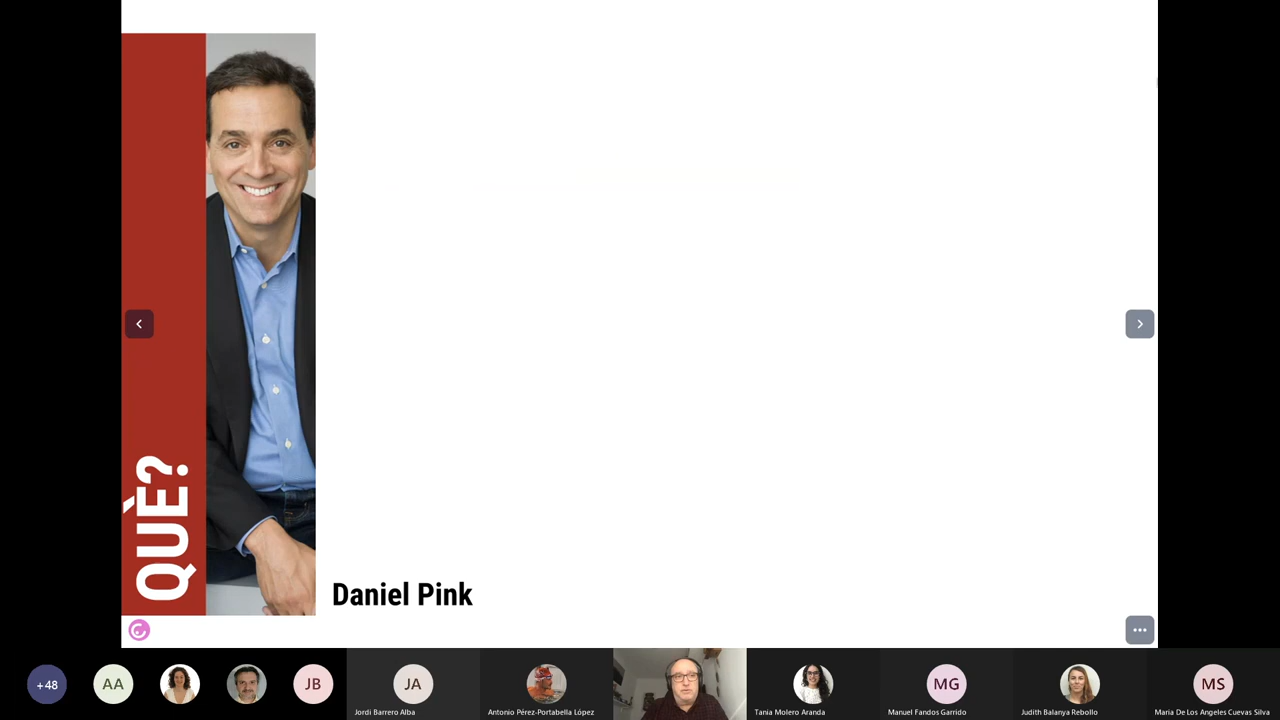 QUÈ?
Daniel Pink
+48
AA
JB
JA
Jordi Barrero Alba
Antonio Pérez-Portabella López
Tania Molero Aranda
MG
Manuel Fandos Garrido
Judith Balanya Rebollo
MS
Maria De Los Angeles Cuevas Silva